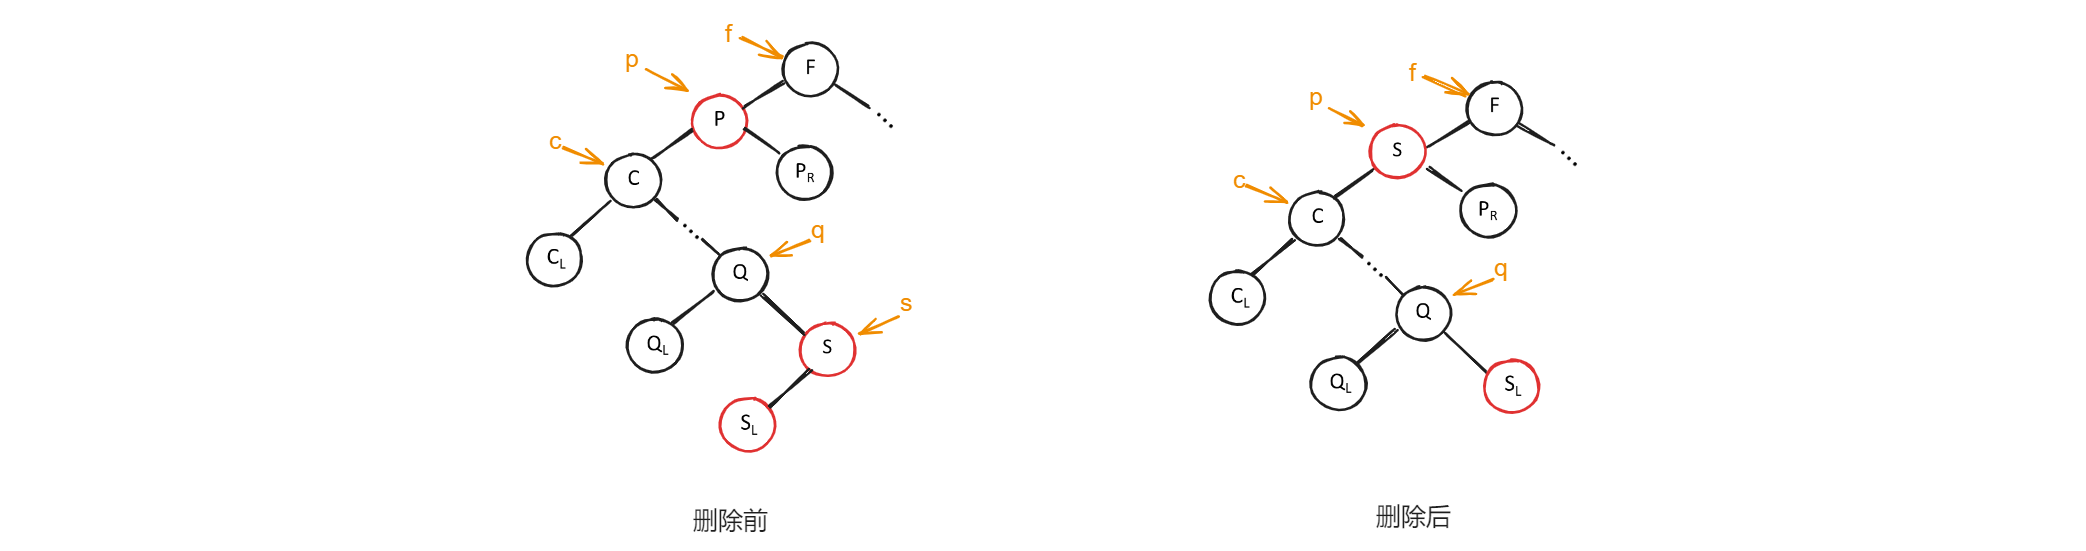 f
F
p
P
c
C
P_R
C_L
q
Q
s
Q_L
S
S_L
删除前
f
F
p
S
c
C
P_R
q
C_L
Q
Q_L
S_L
删除后